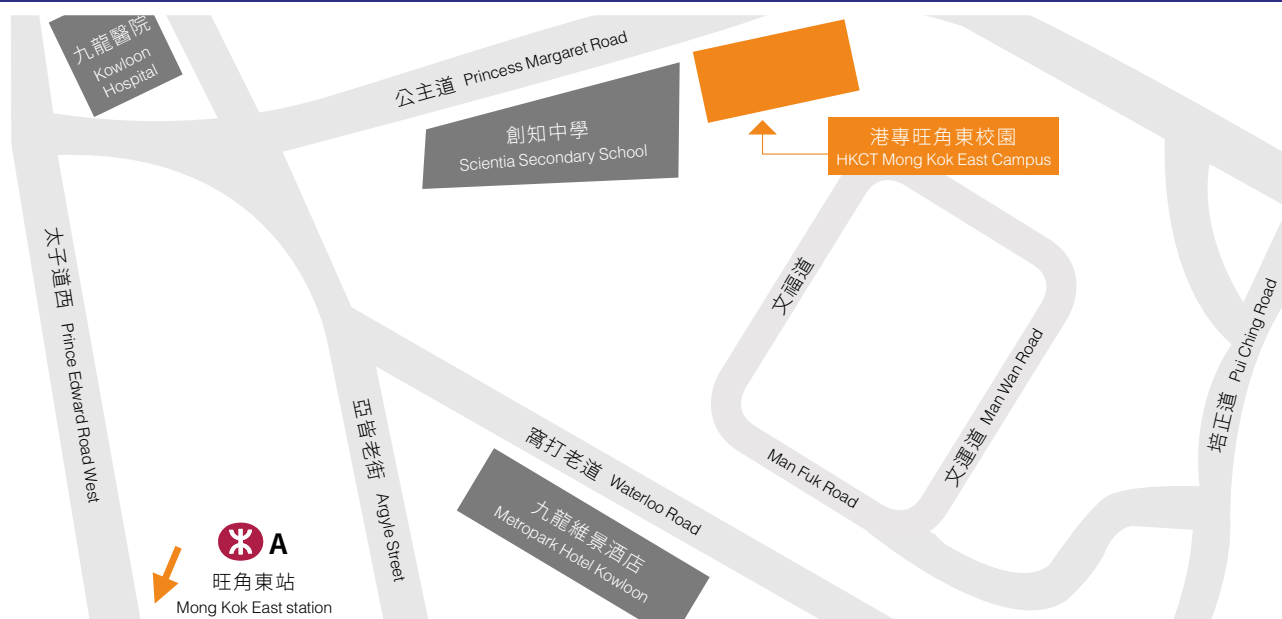 九龍醫院
Kowloon
Hospital
公主道 Princess Margaret Road
創知中學
Scientia Secondary School
港專旺角東校園
HKCT Mong Kok East Campus
太子道西 Prince Edward Road West
文福道
Man Fuk Road
文運道 Man Wan Road
培正道 Pui Ching Road
亞皆老街 Argyle Street
窩打老道 Waterloo Road
九龍維景酒店
Metropark Hotel Kowloon
A
旺角東站
Mong Kok East station